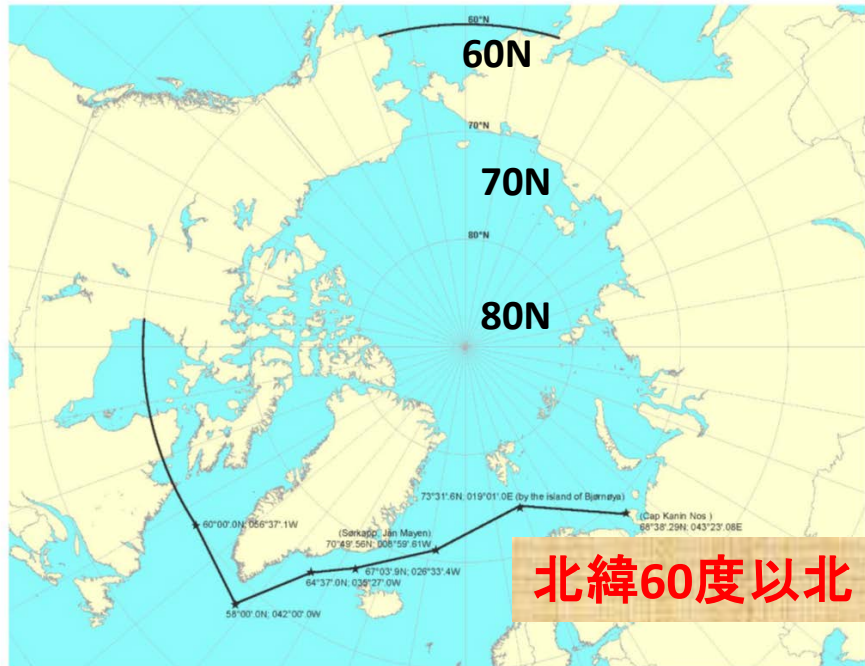 60°N
60N
70°N
70N
80°N
80N
73°31'.6N; 019°01'.0E (by the island of Bjørnøya)
(Cap Kanin Nos )
68°38'.29N; 043°23'.08E
60°00'.0N; 056°37'.1W
(Sørkapp, Jan Mayen)
70°49'.56N; 008°59'.61W
67°03'.9N; 026°33'.4W
64°37'.0N; 035°27'.0W
58°00'.0N; 042°00'.0W
北緯60度以北